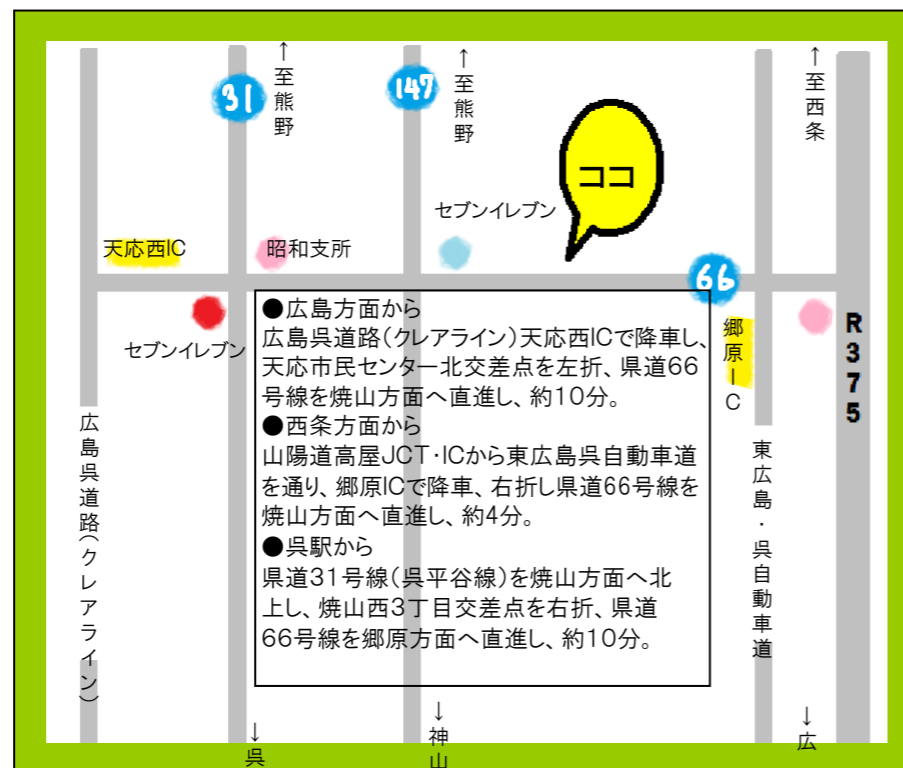 31
↑至熊野
147
↑至熊野
↑至西条
ココ
セブンイレブン
天応西IC
昭和支所
66
セブンイレブン
郷原IC
R375
●広島方面から
広島呉道路(クレアライン)天応西ICで降車し、
天応市民センター北交差点を左折、県道66
号線を焼山方面へ直進し、約10分。
●西条方面から
山陽道高屋JCT・ICから東広島呉自動車道
を通り、郷原ICで降車、右折し県道66号線を
焼山方面へ直進し、約4分。
●呉駅から
県道31号線(呉平谷線)を焼山方面へ北
上し、焼山西3丁目交差点を右折、県道
66号線を郷原方面へ直進し、約10分。
広島呉道路(クレアライン)
東広島・呉自動車道
↓呉
↓神山
↓広